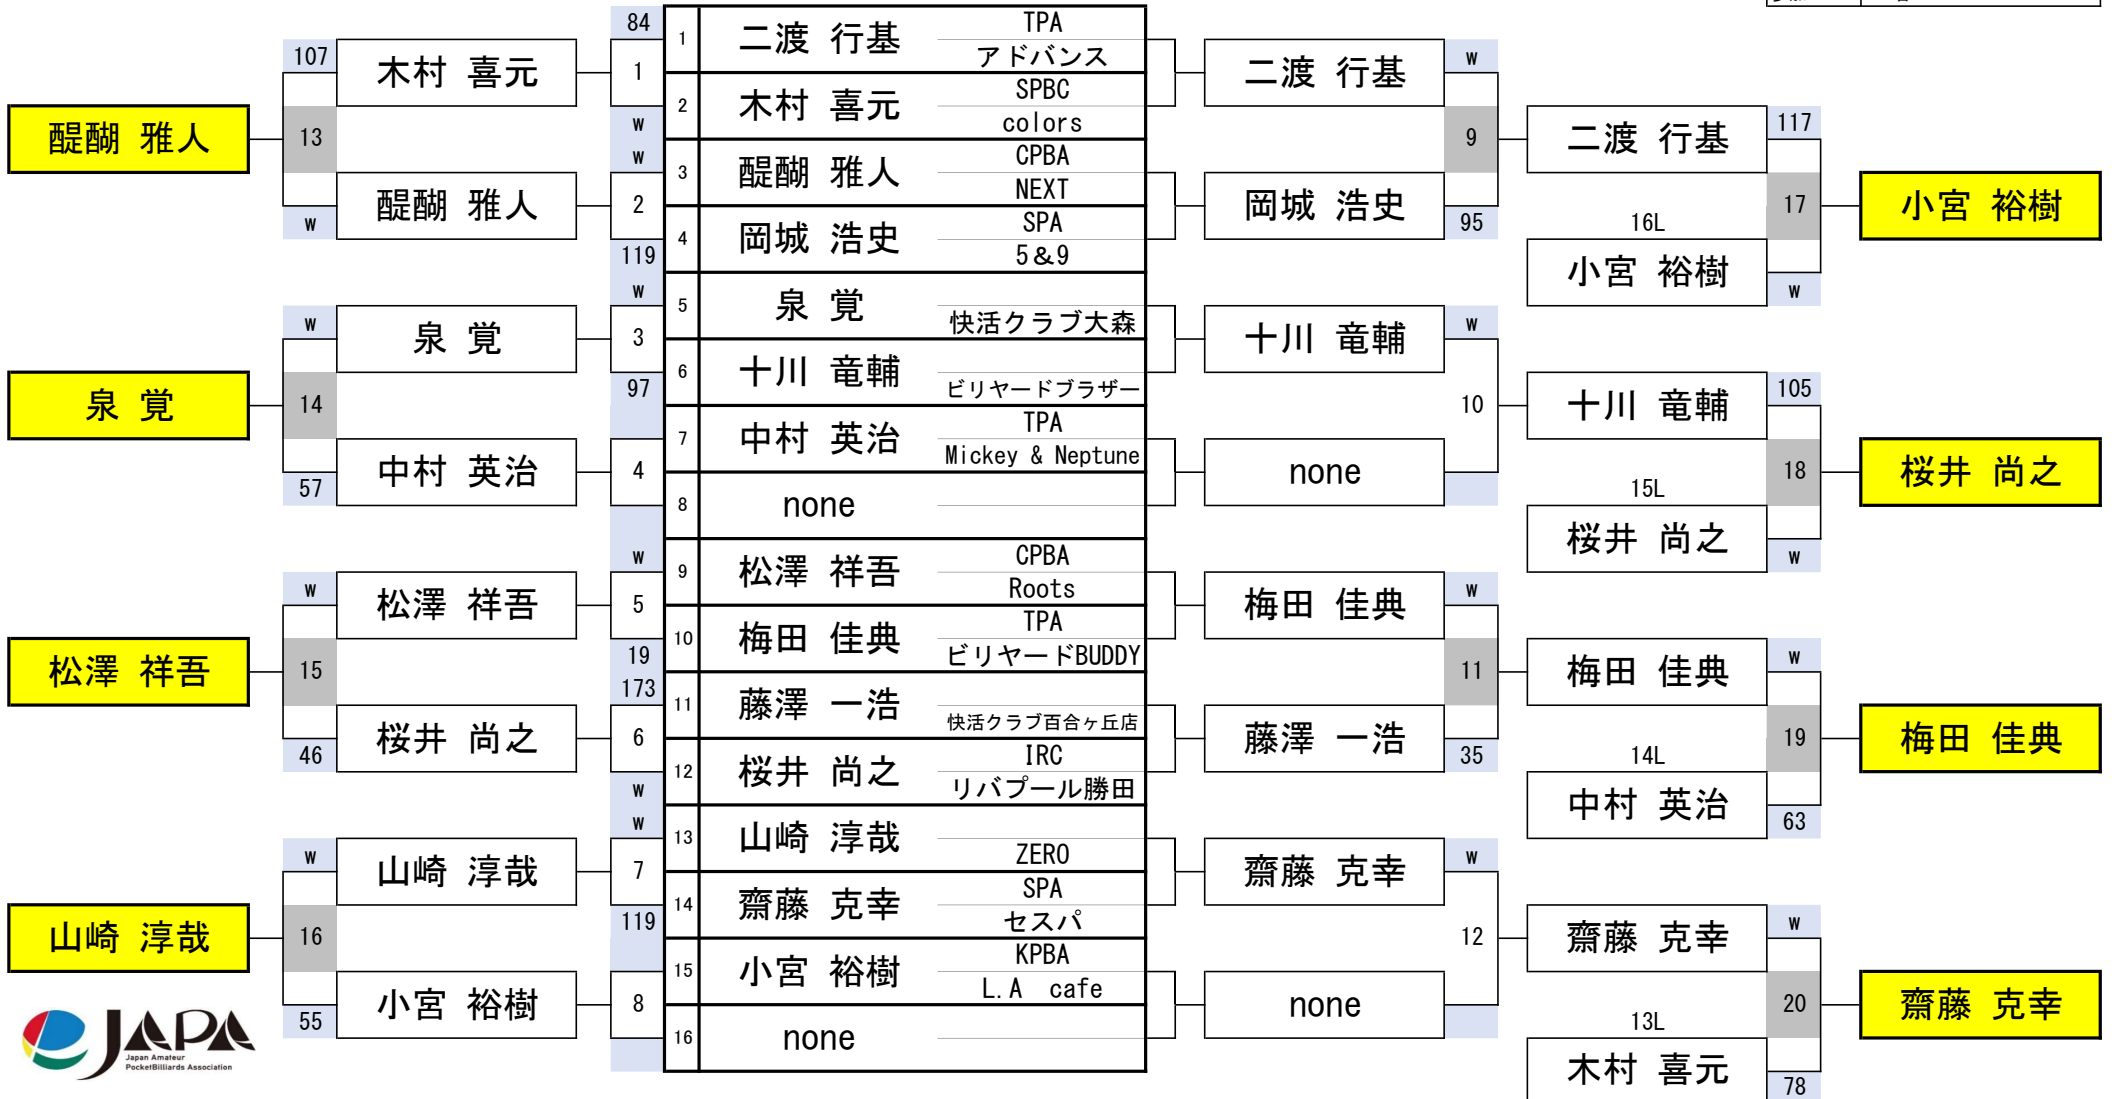 84
1
二渡 行基
TPA
アドバンス
107
木村 喜元
1
二渡 行基
W
2
木村 喜元
SPBC
colors
醍醐 雅人
13
W
9
二渡 行基
117
W
3
醍醐 雅人
CPBA
NEXT
醍醐 雅人
2
岡城 浩史
17
小宮 裕樹
W
4
岡城 浩史
SPA
5&9
95
16L
119
小宮 裕樹
W
5
泉 覚
快活クラブ大森
W
W
泉 覚
3
十川 竜輔
W
6
十川 竜輔
ビリヤードブラザー
97
泉 覚
14
10
十川 竜輔
105
7
中村 英治
TPA
Mickey & Neptune
中村 英治
4
none
18
桜井 尚之
57
15L
8
none
桜井 尚之
W
9
松澤 祥吾
CPBA
Roots
W
W
松澤 祥吾
5
梅田 佳典
W
10
梅田 佳典
TPA
ビリヤードBUDDY
19
松澤 祥吾
15
173
11
梅田 佳典
W
11
藤澤 一浩
快活クラブ百合ヶ丘店
桜井 尚之
6
藤澤 一浩
19
梅田 佳典
46
35
14L
12
桜井 尚之
IRC
リバプール勝田
W
中村 英治
63
W
13
山崎 淳哉
ZERO
W
山崎 淳哉
7
齋藤 克幸
W
14
齋藤 克幸
SPA
セスパ
119
山崎 淳哉
16
12
齋藤 克幸
W
15
小宮 裕樹
KPBA
L.A cafe
小宮 裕樹
8
none
20
齋藤 克幸
55
13L
16
none
木村 喜元
78
JAPA
Japan Amateur
PocketBilliards Association